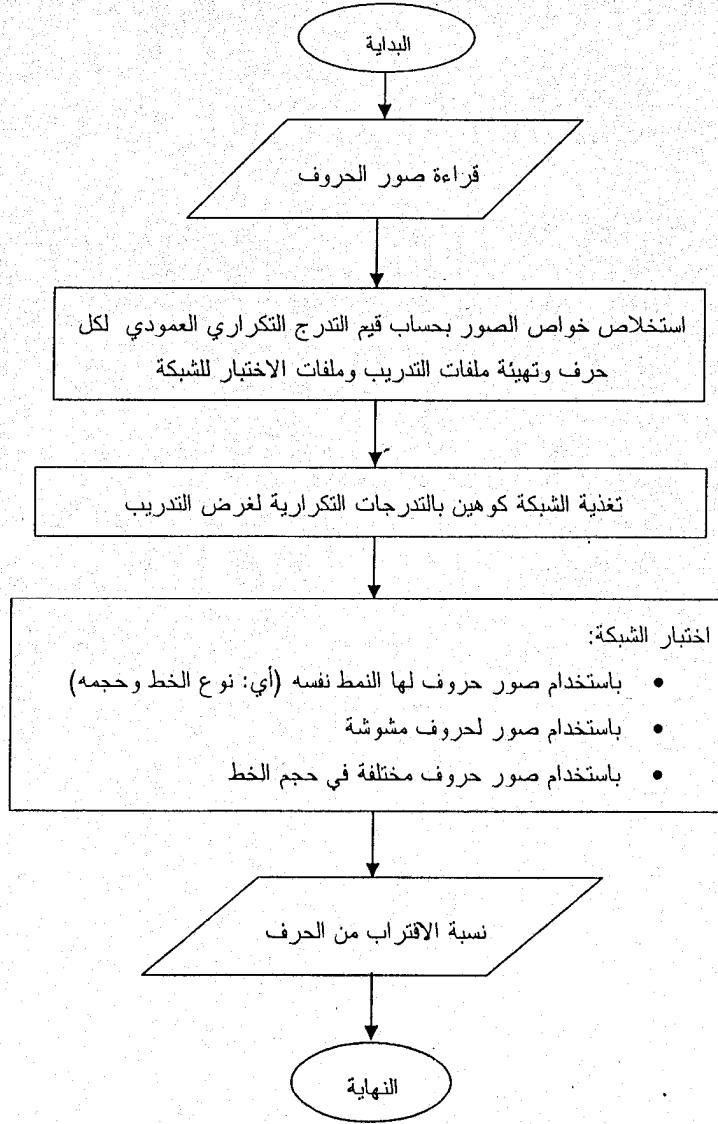 البداية
قراءة صور الحروف
استخلاص خواص الصور بحساب قيم التدرج التكراري العمودي لكل
حرف وتهيئة ملفات التدريب وملفات الاختبار للشبكة
تغذية الشبكة كوهين بالتدرجات التكرارية لغرض التدريب
اختبار الشبكة:
• باستخدام صور حروف لها النمط نفسه (أي: نوع الخط وحجمه)
• باستخدام صور لحروف مشوشة
• باستخدام صور حروف مختلفة في حجم الخط
نسبة الاقتراب من الحرف
النهاية